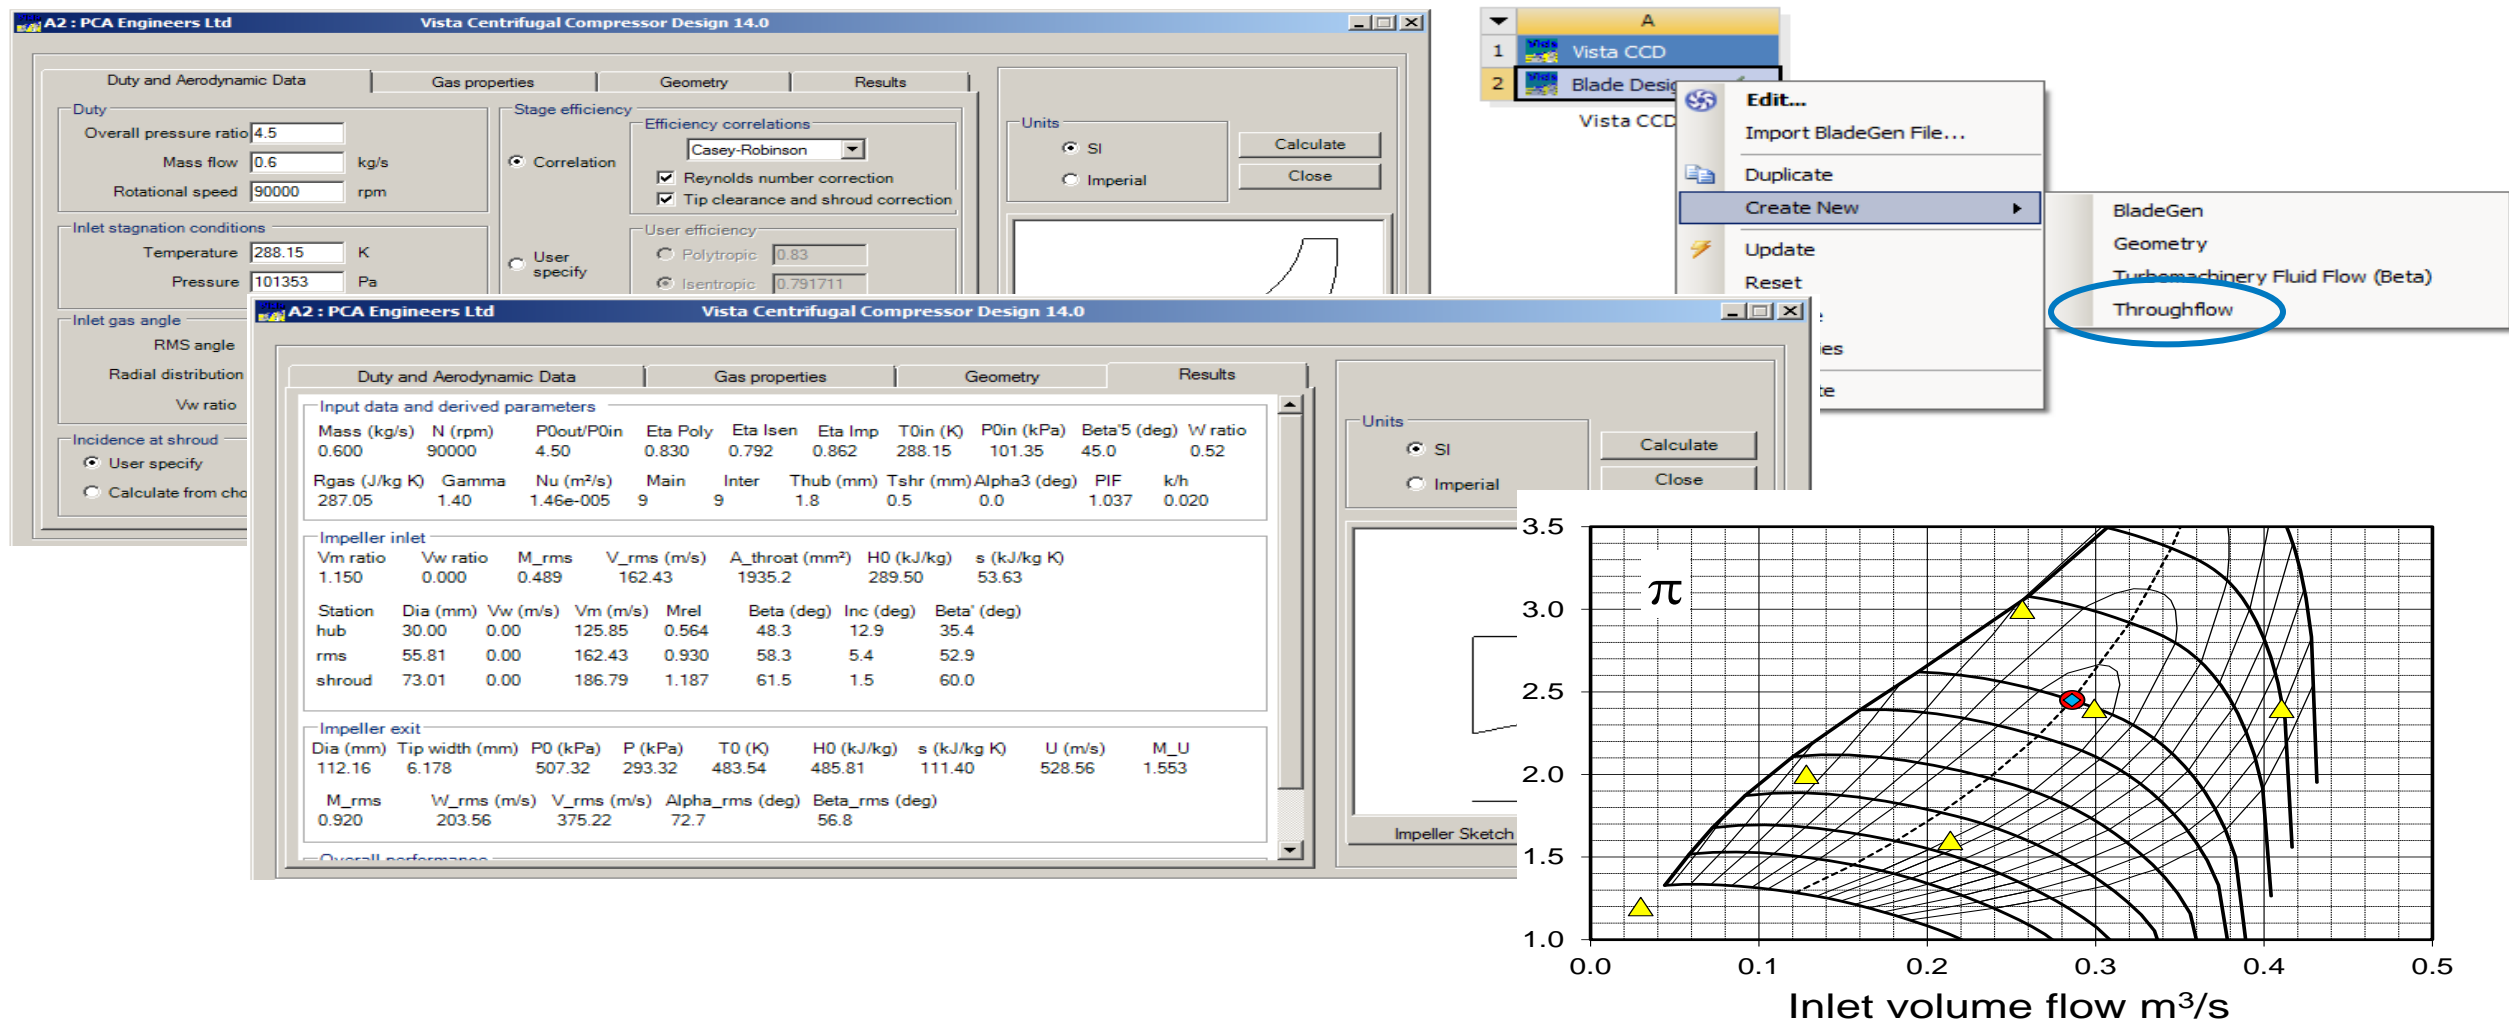 A2 : PCA Engineers Ltd Vista Centrifugal Compressor Design 14.0
Duty and Aerodynamic Data Gas properties Geometry Results
Duty
Overall pressure ratio 4.5
Mass flow 0.6 kg/s
Rotational speed 90000 rpm
Inlet stagnation conditions
Temperature 288.15 K
Pressure 101353 Pa
Inlet gas angle
RMS angle
Radial distribution
Vw ratio
Incidence at shroud
User specify
Calculate from cho
Stage efficiency
Efficiency correlations
Correlation
Casey-Robinson
Reynolds number correction
Tip clearance and shroud correction
User efficiency
User specify
Polytropic 0.83
Isentropic 0.791711
Units
SI
Imperial
Calculate
Close
A
1 Vista CCD
2 Blade Desig
Vista CCD
Edit...
Import BladeGen File...
Duplicate
Create New
Update
Reset
ies
te
BladeGen
Geometry
Turbomachinery Fluid Flow (Beta)
Throughflow
A2 : PCA Engineers Ltd Vista Centrifugal Compressor Design 14.0
Duty and Aerodynamic Data Gas properties Geometry Results
Input data and derived parameters
Mass (kg/s) N (rpm) P0out/P0in Eta Poly Eta Isen Eta Imp T0in (K) P0in (kPa) Beta'5 (deg) W ratio
0.600 90000 4.50 0.830 0.792 0.862 288.15 101.35 45.0 0.52
Rgas (J/kg K) Gamma Nu (m²/s) Main Inter Thub (mm) Tshr (mm) Alpha3 (deg) PIF k/h
287.05 1.40 1.46e-005 9 9 1.8 0.5 0.0 1.037 0.020
Impeller inlet
Vm ratio Vw ratio M_rms V_rms (m/s) A_throat (mm²) H0 (kJ/kg) s (kJ/kg K)
1.150 0.000 0.489 162.43 1935.2 289.50 53.63
Station Dia (mm) Vw (m/s) Vm (m/s) Mrel Beta (deg) Inc (deg) Beta' (deg)
hub 30.00 0.00 125.85 0.564 48.3 12.9 35.4
rms 55.81 0.00 162.43 0.930 58.3 5.4 52.9
shroud 73.01 0.00 186.79 1.187 61.5 1.5 60.0
Impeller exit
Dia (mm) Tip width (mm) P0 (kPa) P (kPa) T0 (K) H0 (kJ/kg) s (kJ/kg K) U (m/s) M_U
112.16 6.178 507.32 293.32 483.54 485.81 111.40 528.56 1.553
M_rms W_rms (m/s) V_rms (m/s) Alpha_rms (deg) Beta_rms (deg)
0.920 203.56 375.22 72.7 56.8
Overall performance
Units
SI
Imperial
Calculate
Close
Impeller Sketch
π
3.5
3.0
2.5
2.0
1.5
1.0
0.0 0.1 0.2 0.3 0.4 0.5
Inlet volume flow m³/s